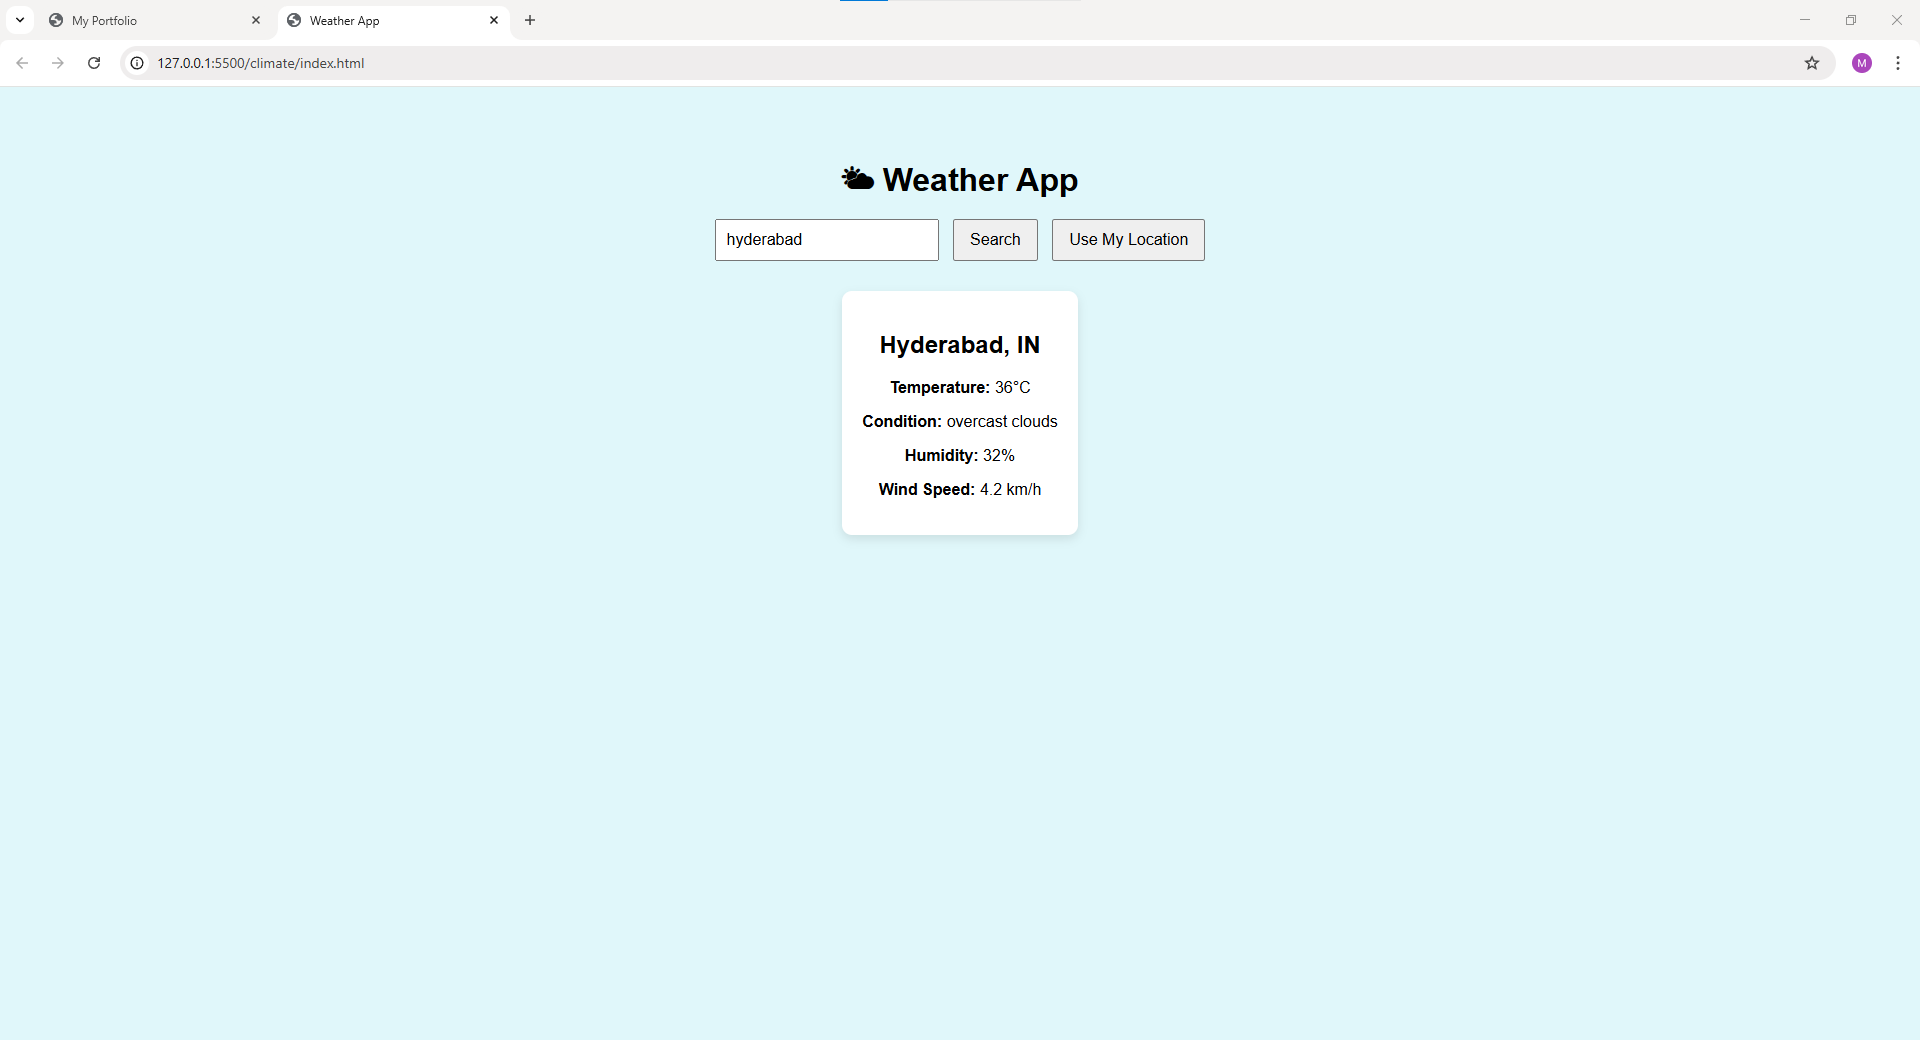 My Portfolio
Weather App
127.0.0.1:5500/climate/index.html
M
🌥 Weather App
hyderabad
Search
Use My Location
Hyderabad, IN
Temperature: 36°C
Condition: overcast clouds
Humidity: 32%
Wind Speed: 4.2 km/h